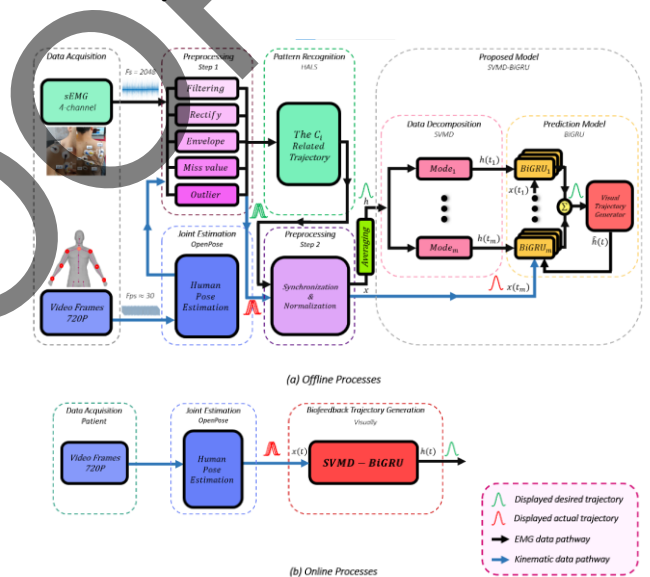 Data Acquisition
Fs = 2048
sEMG
4-channel
Preprocessing
Step 1
Filtering
Rectify
Envelope
Miss value
Outlier
Pattern Recognition
HALS
The Cᵢ
Related
Trajectory
Proposed Model
SVMD-BIGRU
Data Decomposition
SVMD
Mode₁
h(t₁)
Modeₘ
h(tₘ)
Prediction Model
BIGRU
BiGRU₁
x(t₁)
BiGRUₘ
x(tₘ)
Σ
Visual
Trajectory
Generator
ĥ(t)
Video Frames
720P
Fps ≈ 30
Joint Estimation
OpenPose
Human
Pose
Estimation
Preprocessing
Step 2
Synchronization
&
Normalization
Averaging
h
x
(a) Offline Processes
Data Acquisition
Patient
Video Frames
720P
Joint Estimation
OpenPose
Human
Pose
Estimation
Biofeedback Trajectory Generation
Visually
x(t)
SVMD − BiGRU
h(t)
Displayed desired trajectory
Displayed actual trajectory
EMG data pathway
Kinematic data pathway
(b) Online Processes